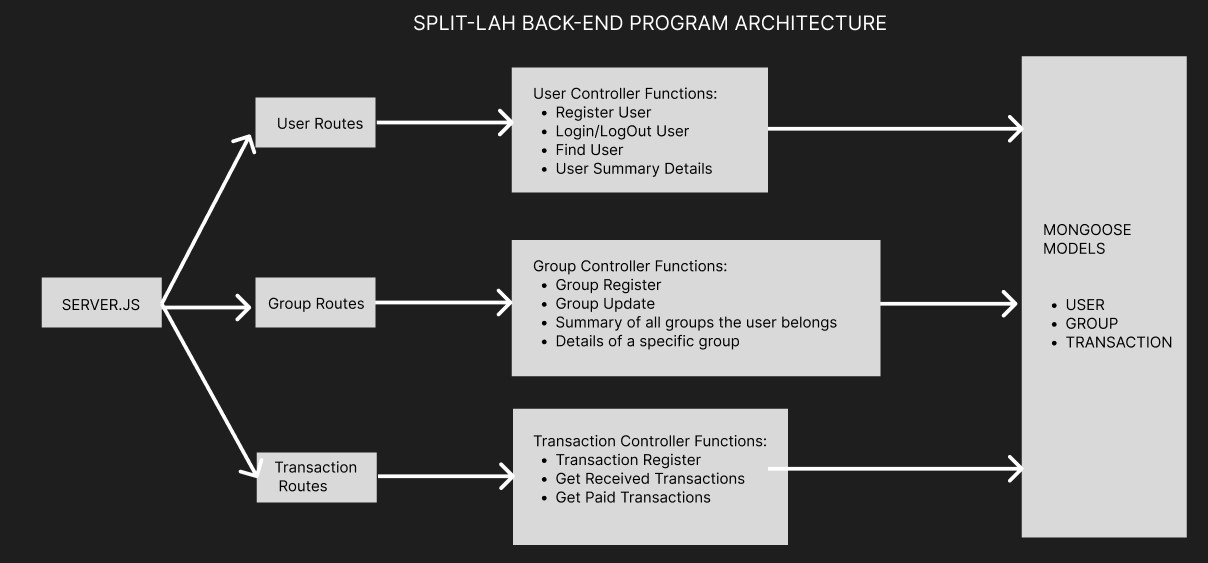 SPLIT-LAH BACK-END PROGRAM ARCHITECTURE
SERVER.JS
User Routes
User Controller Functions:
• Register User
• Login/LogOut User
• Find User
• User Summary Details
Group Routes
Group Controller Functions:
• Group Register
• Group Update
• Summary of all groups the user belongs
• Details of a specific group
Transaction
Routes
Transaction Controller Functions:
• Transaction Register
• Get Received Transactions
• Get Paid Transactions
MONGOOSE
MODELS
• USER
• GROUP
• TRANSACTION